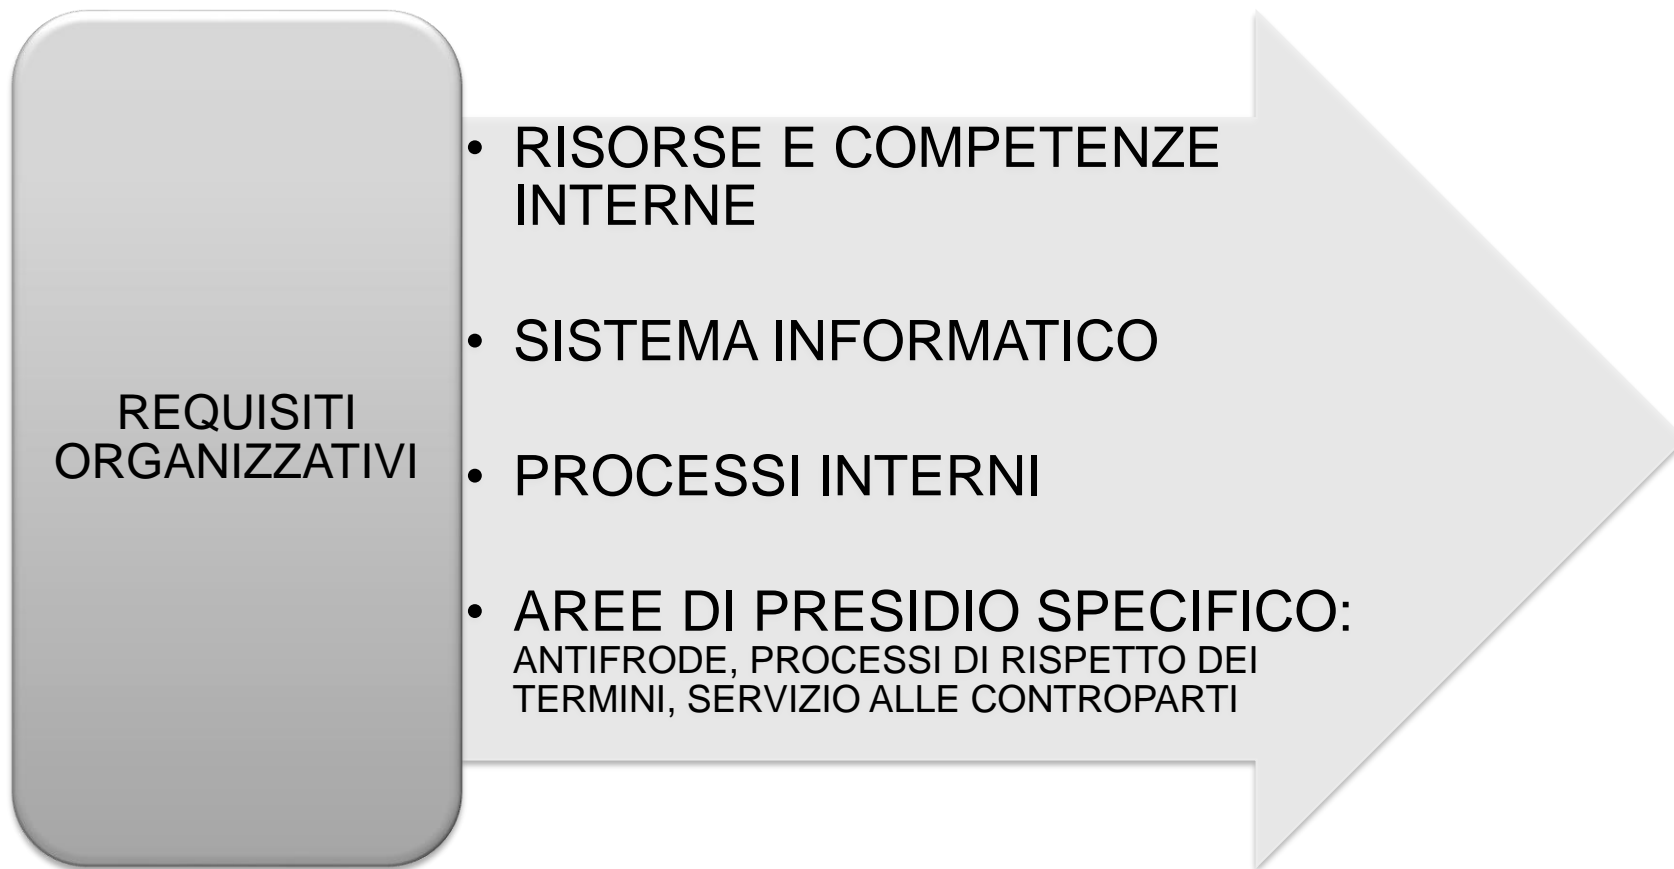 REQUISITI
ORGANIZZATIVI
• RISORSE E COMPETENZE
INTERNE
• SISTEMA INFORMATICO
• PROCESSI INTERNI
• AREE DI PRESIDIO SPECIFICO:
ANTIFRODE, PROCESSI DI RISPETTO DEI
TERMINI, SERVIZIO ALLE CONTROPARTI